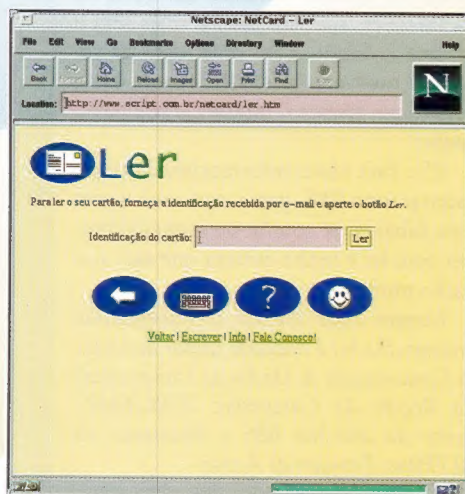 Netscape: NetCard – Ler
File Edit View Go Bookmarks Options Directory Window Help
Back Home Reload Images Open Print Find
Location: http://www.script.com.br/netcard/ler.htm
N
Ler
Para ler o seu cartão, forneça a identificação recebida por e-mail e aperte o botão Ler.
Identificação do cartão: Ler
?
Voltar | Escrever | Info | Fale Conosco!